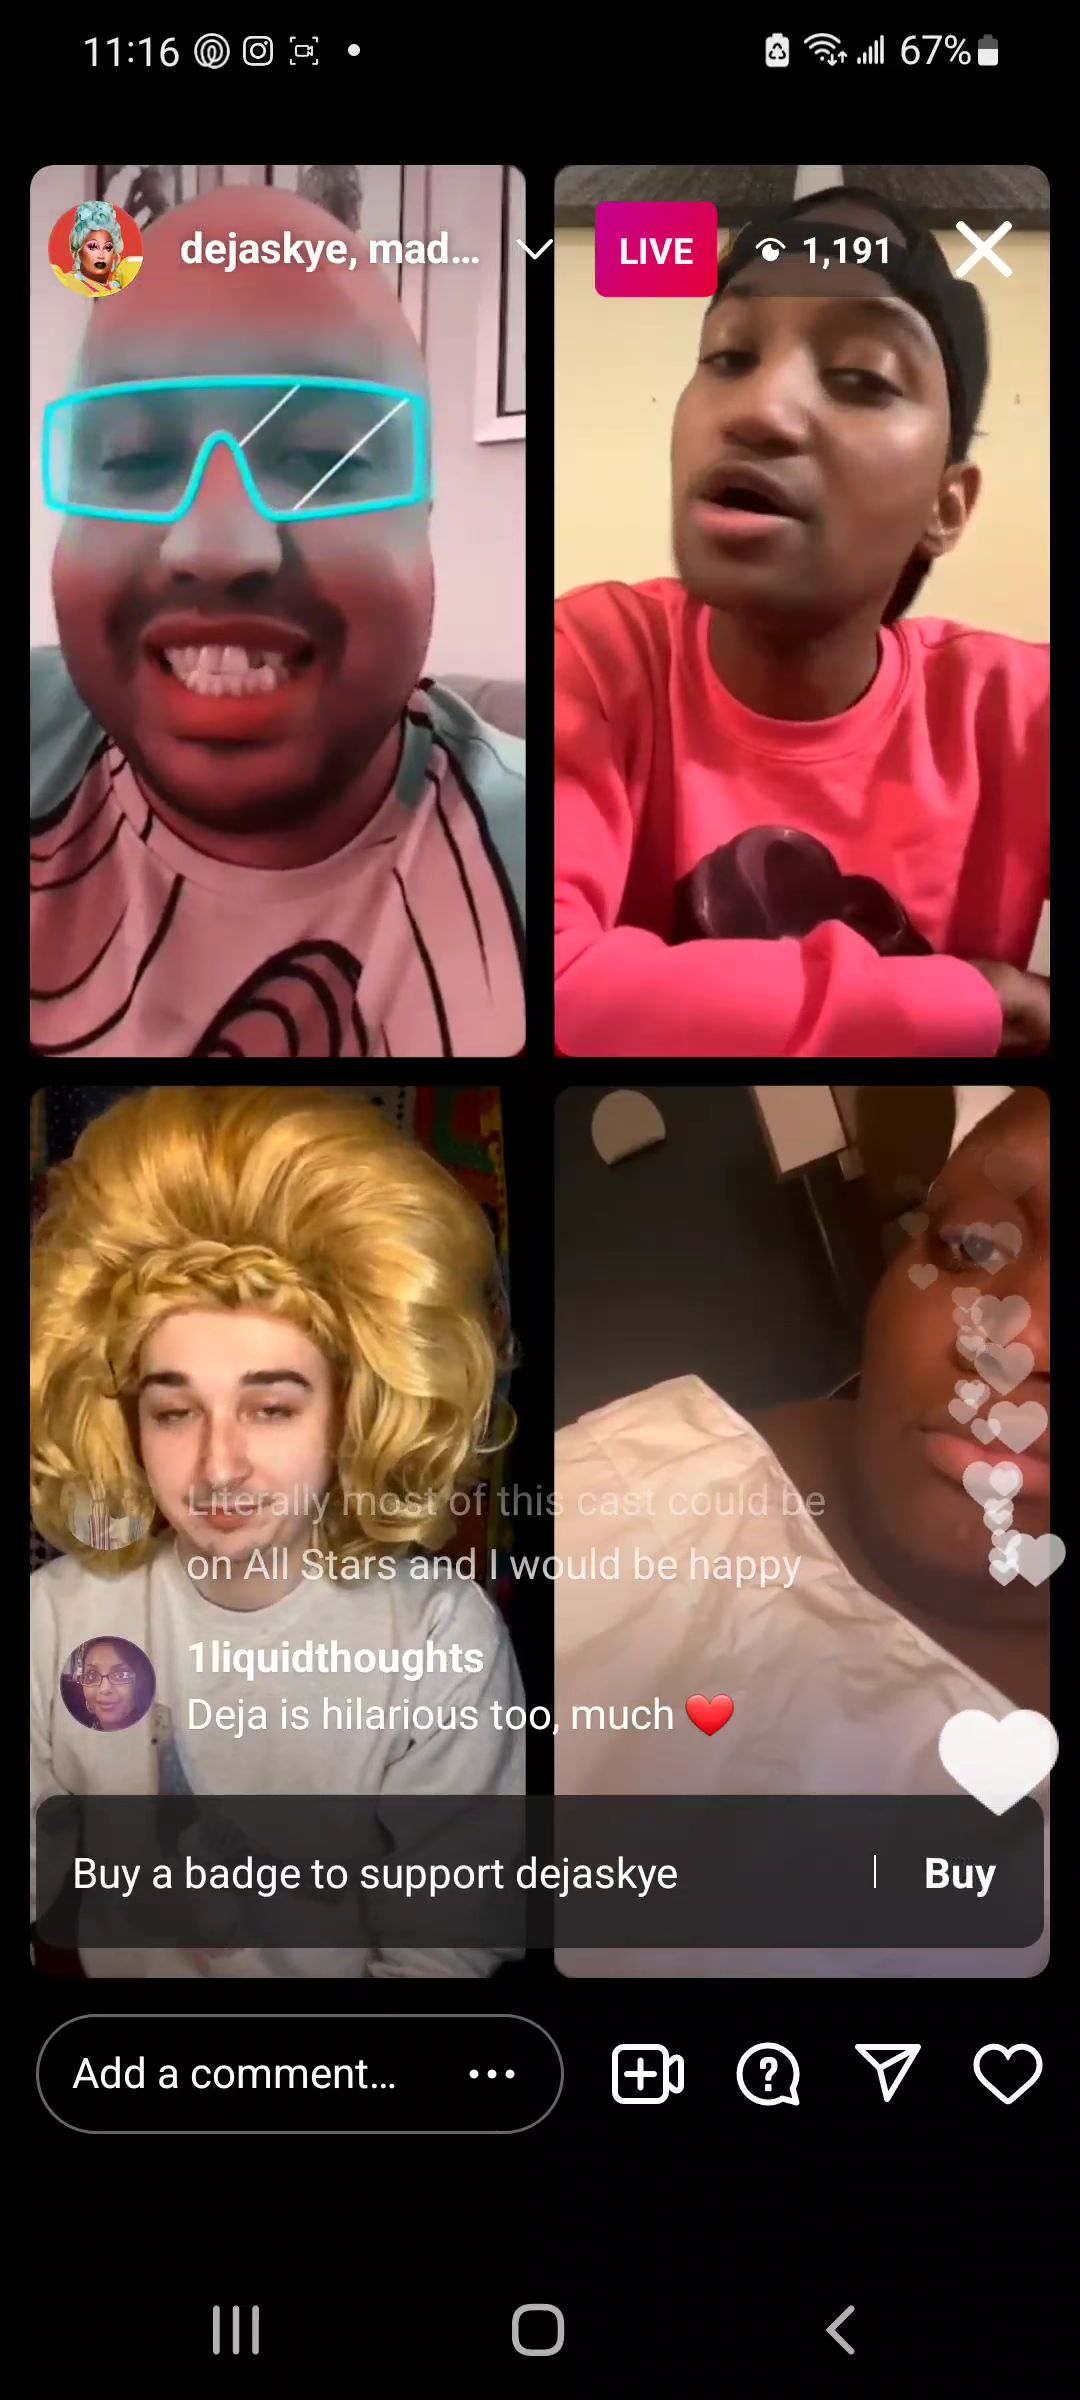 11:16
67%
dejaskye, mad...
LIVE
1,191
Literally most of this cast could be
on All Stars and I would be happy
1liquidthoughts
Deja is hilarious too, much ❤️
Buy a badge to support dejaskye
Buy
Add a comment...